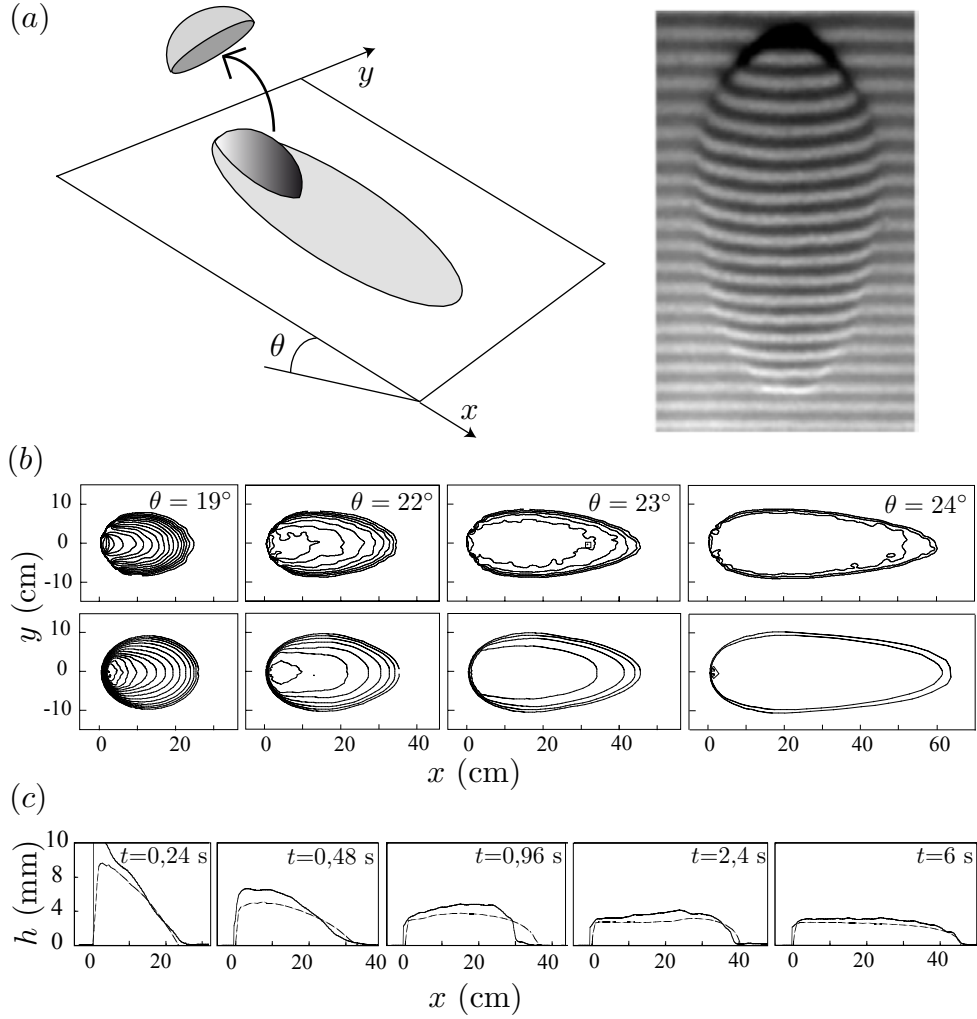 (a)
y
θ
x
(b)
θ = 19° θ = 22° θ = 23° θ = 24°
10
0
-10
10
0
-10
y (cm)
0 20 0 20 40 0 20 40 0 20 40 60
x (cm)
(c)
t=0,24 s t=0,48 s t=0,96 s t=2,4 s t=6 s
10
8
4
0
h (mm)
0 20 0 20 40 0 20 0 20 40 0 20 40
x (cm)